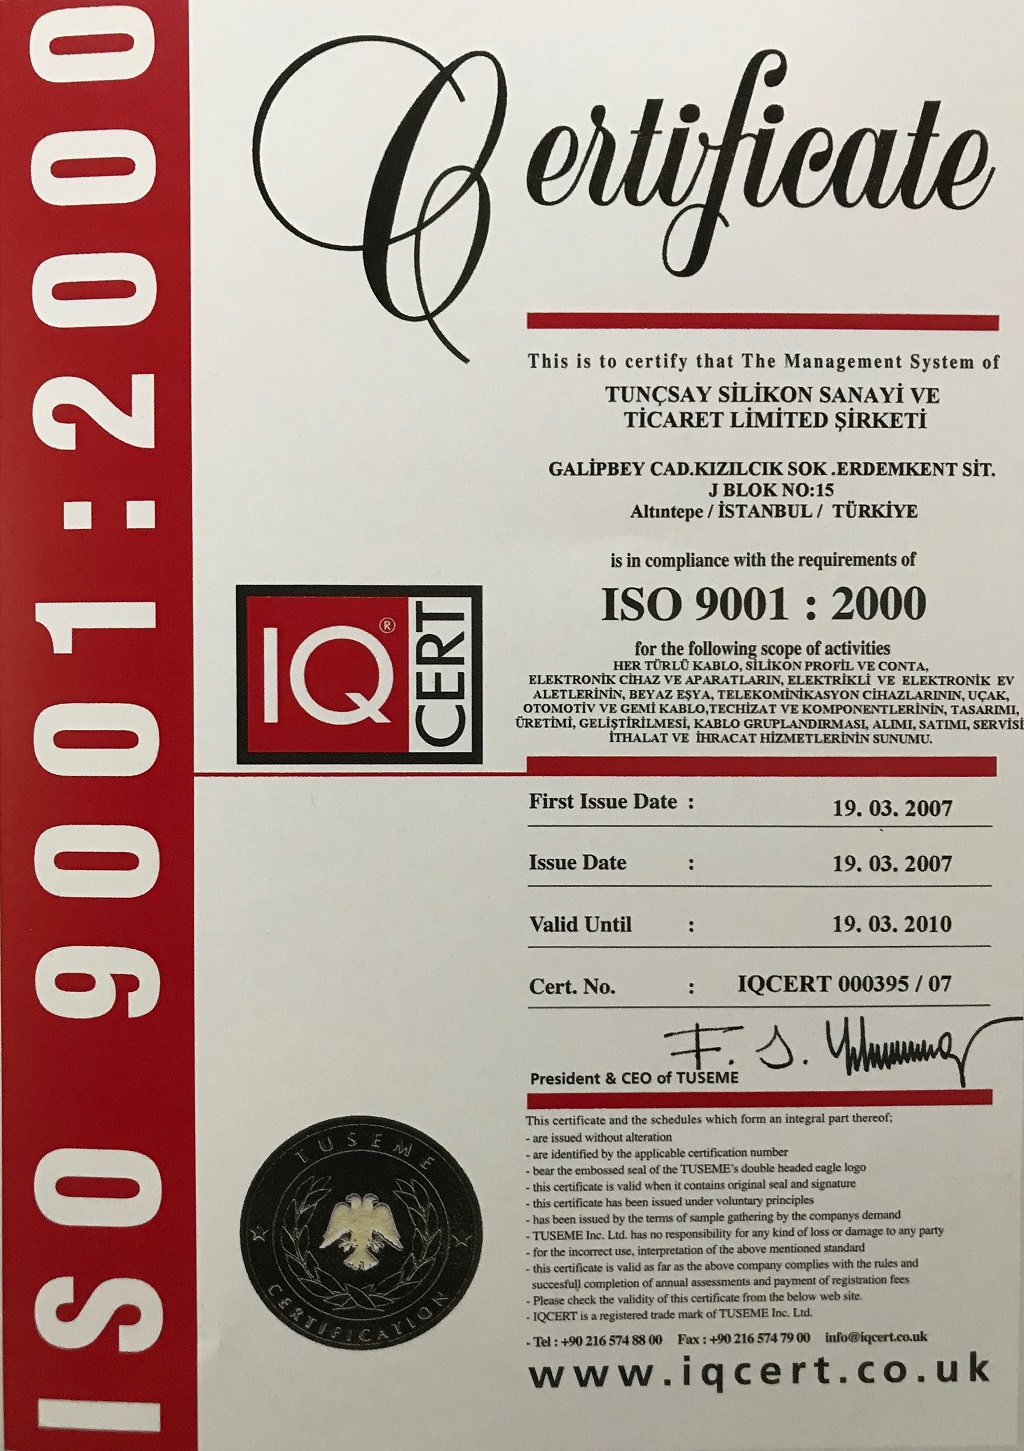 ISO 9001:2000
Certificate
This is to certify that The Management System of
TUNÇSAY SİLİKON SANAYİ VE
TİCARET LİMİTED ŞİRKETİ
GALİPBEY CAD.KIZILCIK SOK .ERDEMKENT SİT.
J BLOK NO:15
Altıntepe / İSTANBUL / TÜRKİYE
is in compliance with the requirements of
ISO 9001 : 2000
for the following scope of activities
HER TÜRLÜ KABLO, SİLİKON PROFİL VE CONTA,
ELEKTRONİK CİHAZ VE APARATLARIN, ELEKTRİKLİ VE ELEKTRONİK EV
ALETLERİNİN, BEYAZ EŞYA, TELEKOMİNİKASYON CİHAZLARININ, UÇAK,
OTOMOTİV VE GEMİ KABLO,TECHİZAT VE KOMPONENTLERİNİN, TASARIMI,
ÜRETİMİ, GELİŞTİRİLMESİ, KABLO GRUPLANDIRMASI, ALIMI, SATIMI, SERVİSİ
İTHALAT VE İHRACAT HİZMETLERİNİN SUNUMU.
IQ® CERT
First Issue Date : 19. 03. 2007
Issue Date : 19. 03. 2007
Valid Until : 19. 03. 2010
Cert. No. : IQCERT 000395 / 07
F. S.
President & CEO of TUSEME
This certificate and the schedules which form an integral part thereof;
- are issued without alteration
- are identified by the applicable certification number
- bear the embossed seal of the TUSEME's double headed eagle logo
- this certificate is valid when it contains original seal and signature
- this certificate has been issued under voluntary principles
- has been issued by the terms of sample gathering by the companys demand
- TUSEME Inc. Ltd. has no responsibility for any kind of loss or damage to any party
- for the incorrect use, interpretation of the above mentioned standard
- this certificate is valid as far as the above company complies with the rules and
succesfull completion of annual assessments and payment of registration fees
- Please check the validity of this certificate from the below web site.
- IQCERT is a registered trade mark of TUSEME Inc. Ltd.
- Tel : +90 216 574 88 00 Fax : +90 216 574 79 00 info@iqcert.co.uk
www.iqcert.co.uk
TUSEME
CERTIFICATION